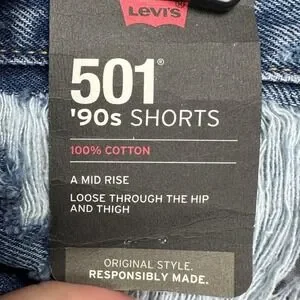 Levi's
501®
'90s SHORTS
100% COTTON
A MID RISE
LOOSE THROUGH THE HIP
AND THIGH
ORIGINAL STYLE.
RESPONSIBLY MADE.